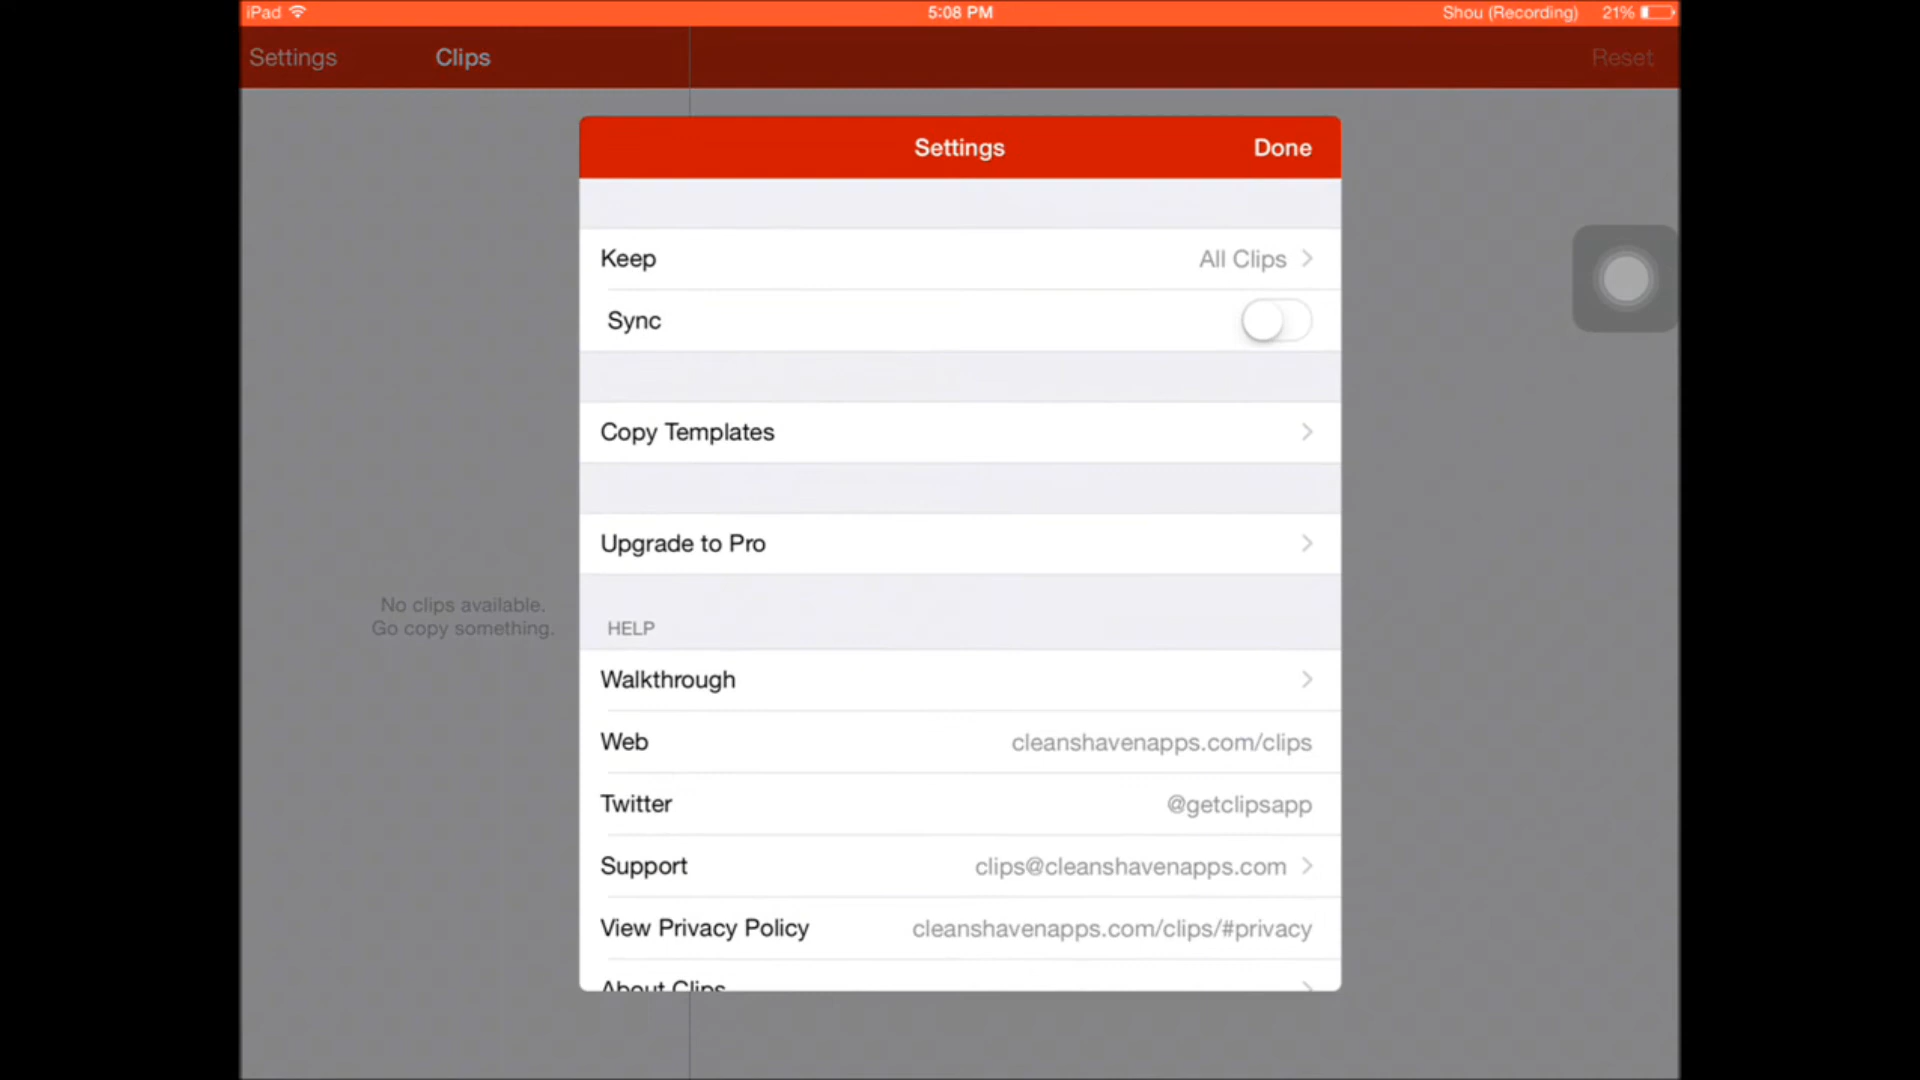 iPad 5:08 PM Shou (Recording) 21%
Settings Clips Reset
Settings Done
Keep All Clips
Sync
Copy Templates
Upgrade to Pro
No clips available.
Go copy something.
HELP
Walkthrough
Web cleanshavenapps.com/clips
Twitter @getclipsapp
Support clips@cleanshavenapps.com
View Privacy Policy cleanshavenapps.com/clips/#privacy
About Clips